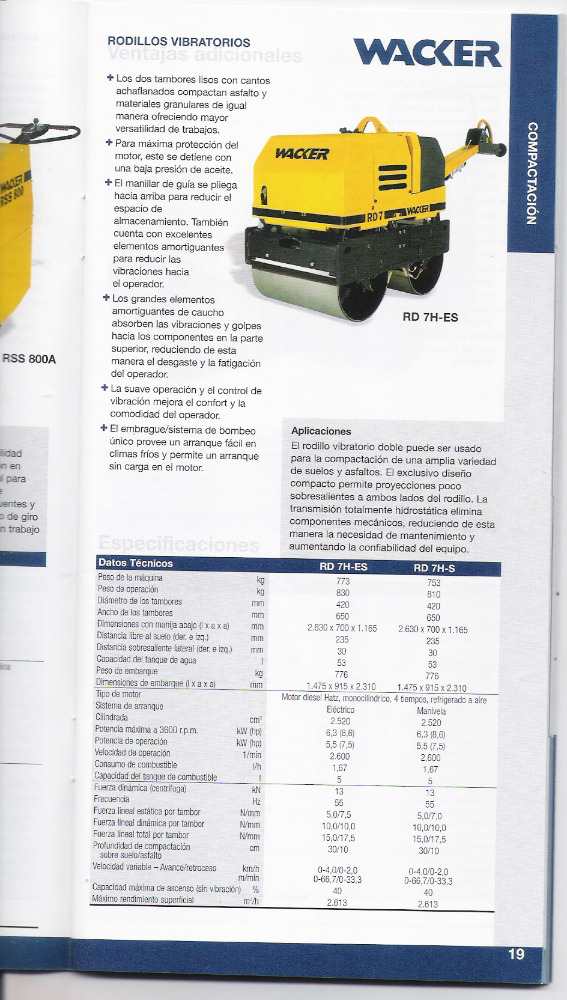 RODILLOS VIBRATORIOS
Ventajas adicionales
WACKER
+ Los dos tambores lisos con cantos
achaflanados compactan asfalto y
materiales granulares de igual
manera ofreciendo mayor
versatilidad de trabajos.
+ Para máxima protección del
motor, este se detiene con
una baja presión de aceite.
+ El manillar de guía se pliega
hacia arriba para reducir el
espacio de
almacenamiento. También
cuenta con excelentes
elementos amortiguantes
para reducir las
vibraciones hacia
el operador.
+ Los grandes elementos
amortiguantes de caucho
absorben las vibraciones y golpes
hacia los componentes en la parte
superior, reduciendo de esta
manera el desgaste y la fatigación
del operador.
+ La suave operación y el control de
vibración mejora el confort y la
comodidad del operador.
+ El embrague/sistema de bombeo
único provee un arranque fácil en
climas fríos y permite un arranque
sin carga en el motor.
WACKER
RD 7 WACKER
RD 7H-ES
COMPACTACIÓN
WACKER
RSS 800
RSS 800A
en
para
y
de giro
trabajo
Aplicaciones
El rodillo vibratorio doble puede ser usado
para la compactación de una amplia variedad
de suelos y asfaltos. El exclusivo diseño
compacto permite proyecciones poco
sobresalientes a ambos lados del rodillo. La
transmisión totalmente hidrostática elimina
componentes mecánicos, reduciendo de esta
manera la necesidad de mantenimiento y
aumentando la confiabilidad del equipo.
Especificaciones
Datos Técnicos RD 7H-ES RD 7H-S
Peso de la máquina kg 773 753
Peso de operación kg 830 810
Diámetro de los tambores mm 420 420
Ancho de los tambores mm 650 650
Dimensiones con manija abajo (l x a x a) mm 2.630 x 700 x 1.165 2.630 x 700 x 1.165
Distancia libre al suelo (der. e izq.) mm 235 235
Distancia sobresaliente lateral (der. e izq.) mm 30 30
Capacidad del tanque de agua l 53 53
Peso de embarque kg 776 776
Dimensiones de embarque (l x a x a) mm 1.475 x 915 x 2.310 1.475 x 915 x 2.310
Tipo de motor Motor diesel Hatz, monocilíndrico, 4 tiempos, refrigerado a aire
Sistema de arranque Eléctrico Manivela
Cilindrada cm³ 2.520 2.520
Potencia máxima a 3600 r.p.m. kW (hp) 6,3 (8,6) 6,3 (8,6)
Potencia de operación kW (hp) 5,5 (7,5) 5,5 (7,5)
Velocidad de operación 1/min 2.600 2.600
Consumo de combustible l/h 1,67 1,67
Capacidad del tanque de combustible l 5 5
Fuerza dinámica (centrífuga) kN 13 13
Frecuencia Hz 55 55
Fuerza lineal estática por tambor N/mm 5,0/7,5 5,0/7,0
Fuerza lineal dinámica por tambor N/mm 10,0/10,0 10,0/10,0
Fuerza lineal total por tambor N/mm 15,0/17,5 15,0/17,5
Profundidad de compactación cm 30/10 30/10
sobre suelo/asfalto
Velocidad variable – Avance/retroceso km/h 0-4,0/0-2,0 0-4,0/0-2,0
m/min 0-66,7/0-33,3 0-66,7/0-33,3
Capacidad máxima de ascenso (sin vibración) % 40 40
Máximo rendimiento superficial m²/h 2.613 2.613
19